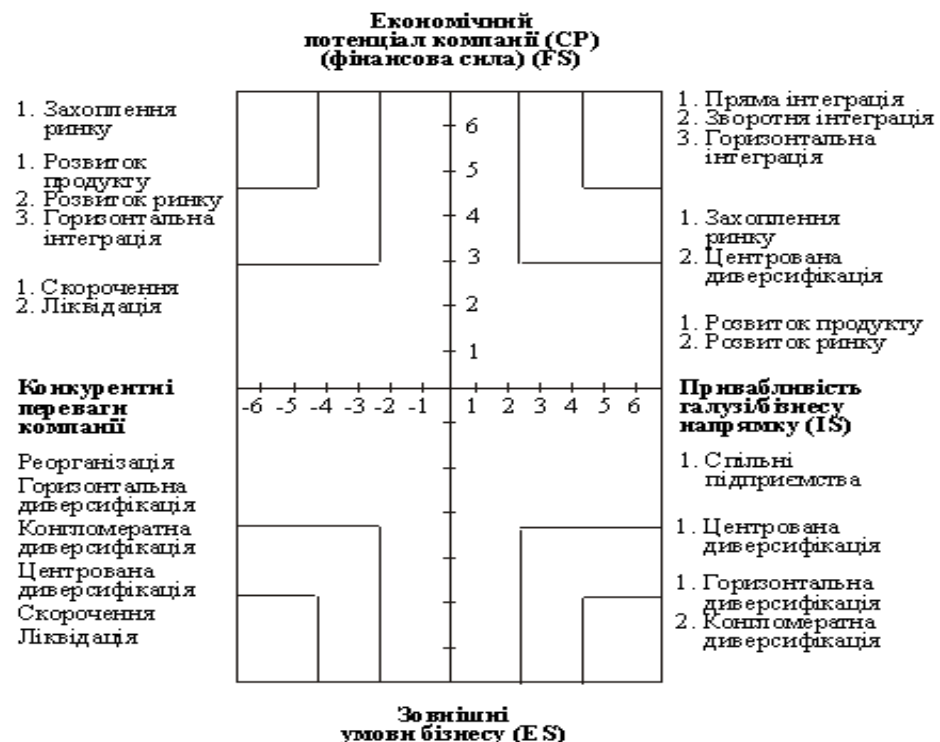 Економічний
потенціал компанії (СР)
(фінансова сила) (FS)
1. Захоплення
ринку
1. Розвиток
продукту
2. Розвиток ринку
3. Горизонтальна
інтеграція
1. Скорочення
2. Ліквідація
6
5
4
3
2
1
1. Пряма інтеграція
2. Зворотня інтеграція
3. Горизонтальна
інтеграція
1. Захоплення
ринку
2. Центрована
диверсифікація
1. Розвиток продукту
2. Розвиток ринку
Конкурентні
переваги
компанії
-6 -5 -4 -3 -2 -1 1 2 3 4 5 6
Привабливість
галузі/бізнесу
напрямку (IS)
Реорганізація
Горизонтальна
диверсифікація
Конгломератна
диверсифікація
Центрована
диверсифікація
Скорочення
Ліквідація
1. Спільні
підприємства
1. Центрована
диверсифікація
1. Горизонтальна
диверсифікація
2. Конгломератна
диверсифікація
Зовнішні
умови бізнесу (ES)